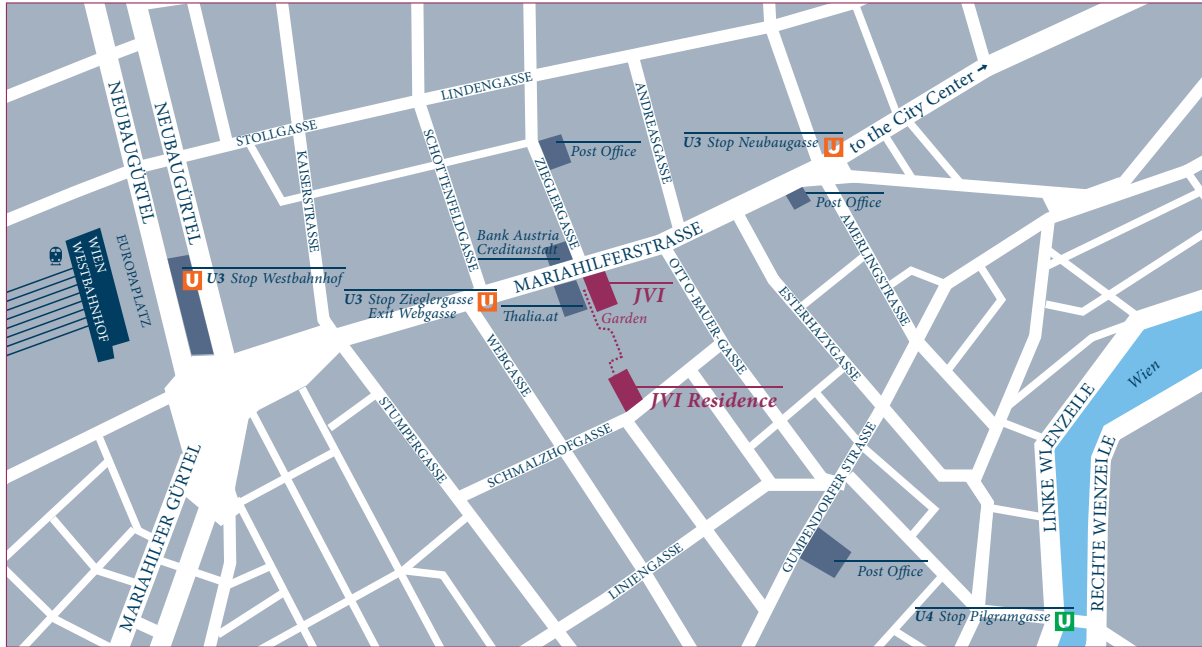 NEUBAUGÜRTEL
NEUBAUGÜRTEL
STOLLGASSE
LINDENGASSE
KAISERSTRASSE
SCHOTTENFELDGASSE
ZIEGLERGASSE
ANDREASGASSE
Post Office
U3 Stop Neubaugasse
U
to the City Center →
Post Office
AMERLINGSTRASSE
WIEN
WESTBAHNHOF
EUROPAPLATZ
U
U3 Stop Westbahnhof
Bank Austria
Creditanstalt
MARIAHILFERSTRASSE
U3 Stop Zieglergasse
Exit Webgasse
U
Thalia.at
JVI
Garden
JVI Residence
OTTO-BAUER-GASSE
ESTERHAZYGASSE
WEBGASSE
STUMPERGASSE
SCHMALZHOFGASSE
MARIAHILFER GÜRTEL
LINIENGASSE
GUMPENDORFER STRASSE
Post Office
Wien
LINKE WIENZEILE
RECHTE WIENZEILE
U4 Stop Pilgramgasse
U